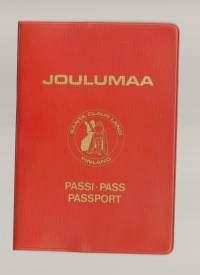 JOULUMAA
SANTA CLAUS LAND
FINLAND
PASSI·PASS
PASSPORT